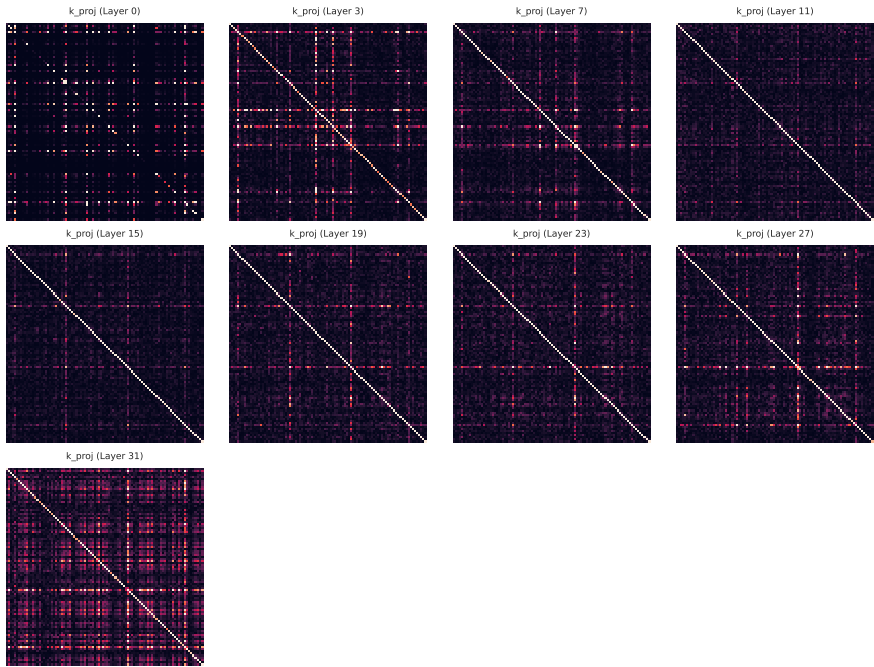 k_proj (Layer 0)
k_proj (Layer 3)
k_proj (Layer 7)
k_proj (Layer 11)
k_proj (Layer 15)
k_proj (Layer 19)
k_proj (Layer 23)
k_proj (Layer 27)
k_proj (Layer 31)